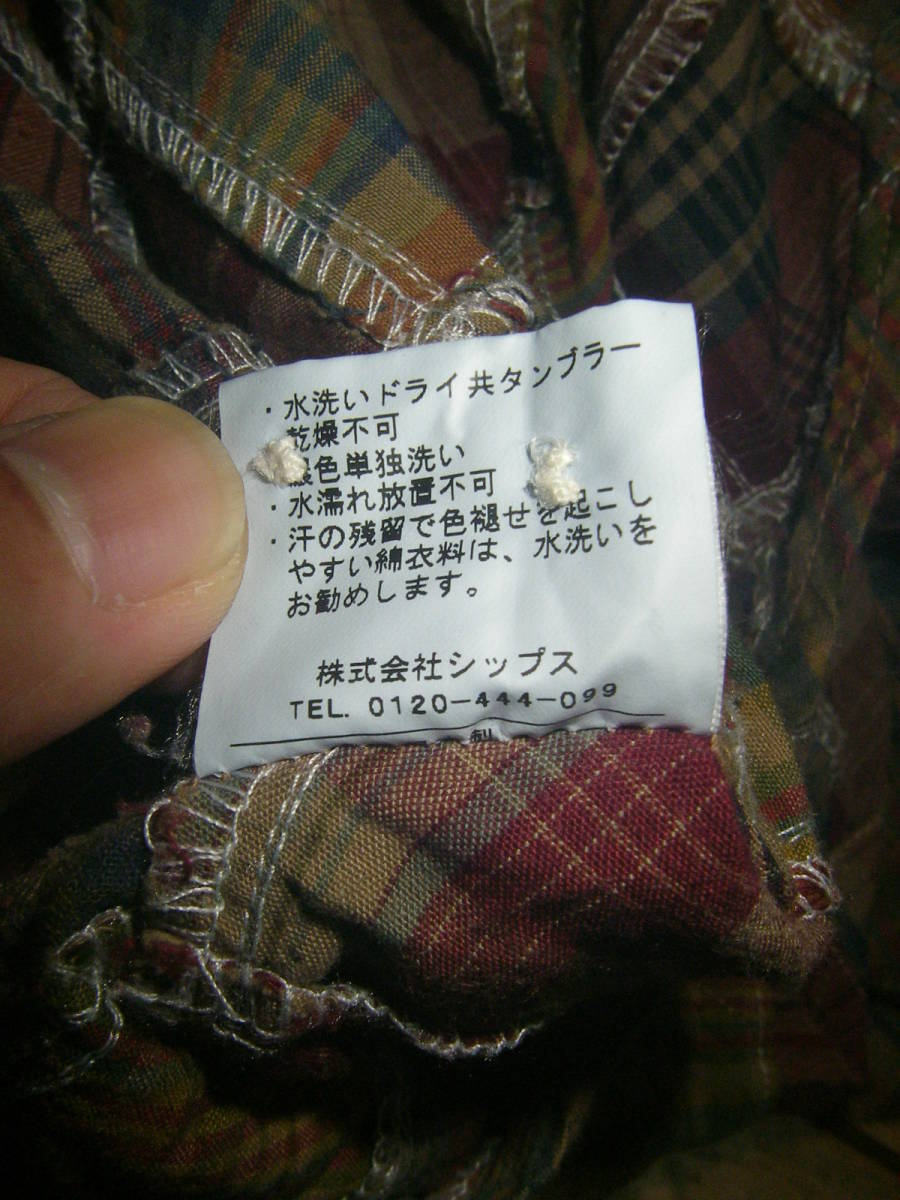 ・水洗いドライ共タンブラー
乾燥不可
濃色単独洗い
・水濡れ放置不可
・汗の残留で色褪せを起こし
やすい綿衣料は、水洗いを
お勧めします。
株式会社シップス
TEL. 0120-444-099
製